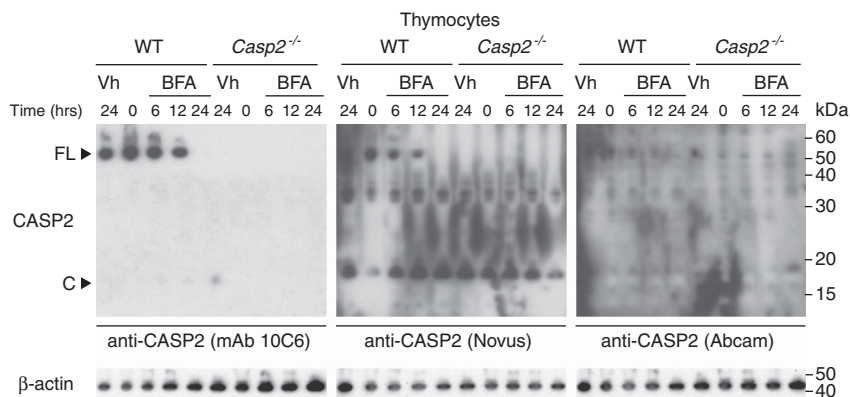 Thymocytes
WT Casp2 -/- WT Casp2 -/- WT Casp2 -/-
Vh BFA Vh BFA Vh BFA Vh BFA Vh BFA Vh BFA
Time (hrs) 24 0 6 12 24 24 0 6 12 24 24 0 6 12 24 24 0 6 12 24 24 0 6 12 24 24 0 6 12 24 kDa
60
FL 50
40
30
CASP2
20
C
15
anti-CASP2 (mAb 10C6) anti-CASP2 (Novus) anti-CASP2 (Abcam)
50
β-actin
40